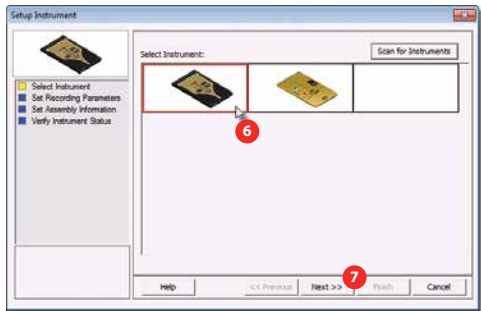 Setup Instrument
Select Instrument:
Scan for Instruments
Select Instrument
Set Recording Parameters
Set Assembly Information
Verify Instrument Status
6
7
Help
<< Previous
Next >>
Finish
Cancel